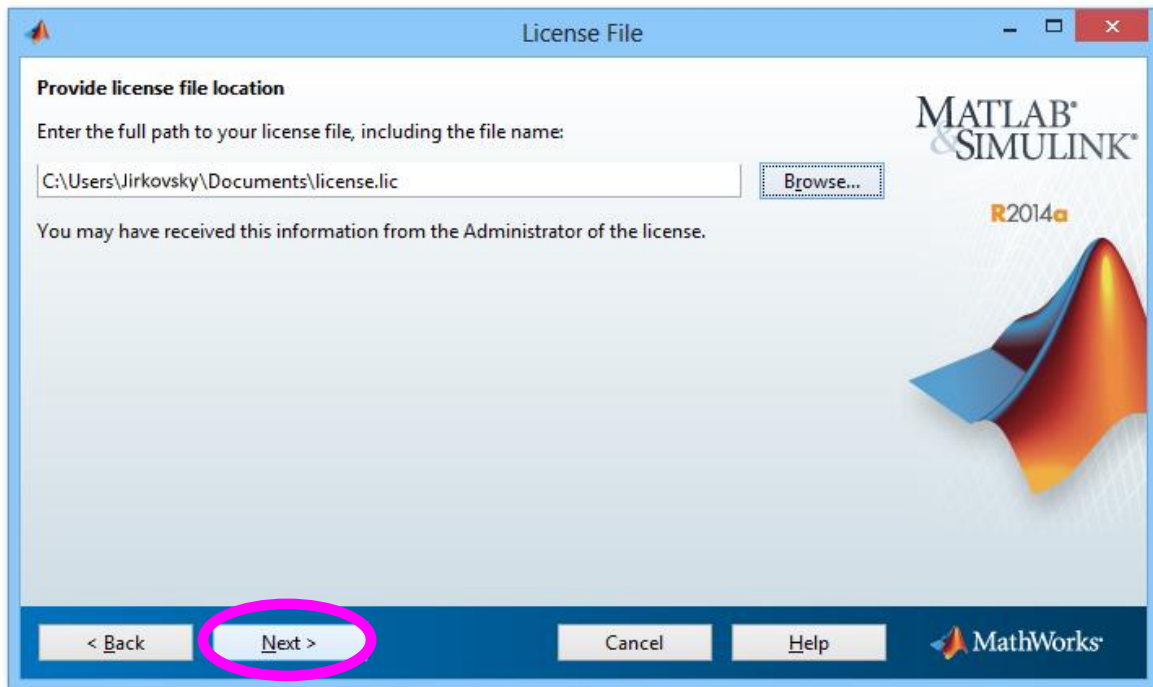 License File
Provide license file location
Enter the full path to your license file, including the file name:
C:\Users\Jirkovsky\Documents\license.lic
Browse...
You may have received this information from the Administrator of the license.
MATLAB®
&SIMULINK®
R2014a
< Back
Next >
Cancel
Help
MathWorks®